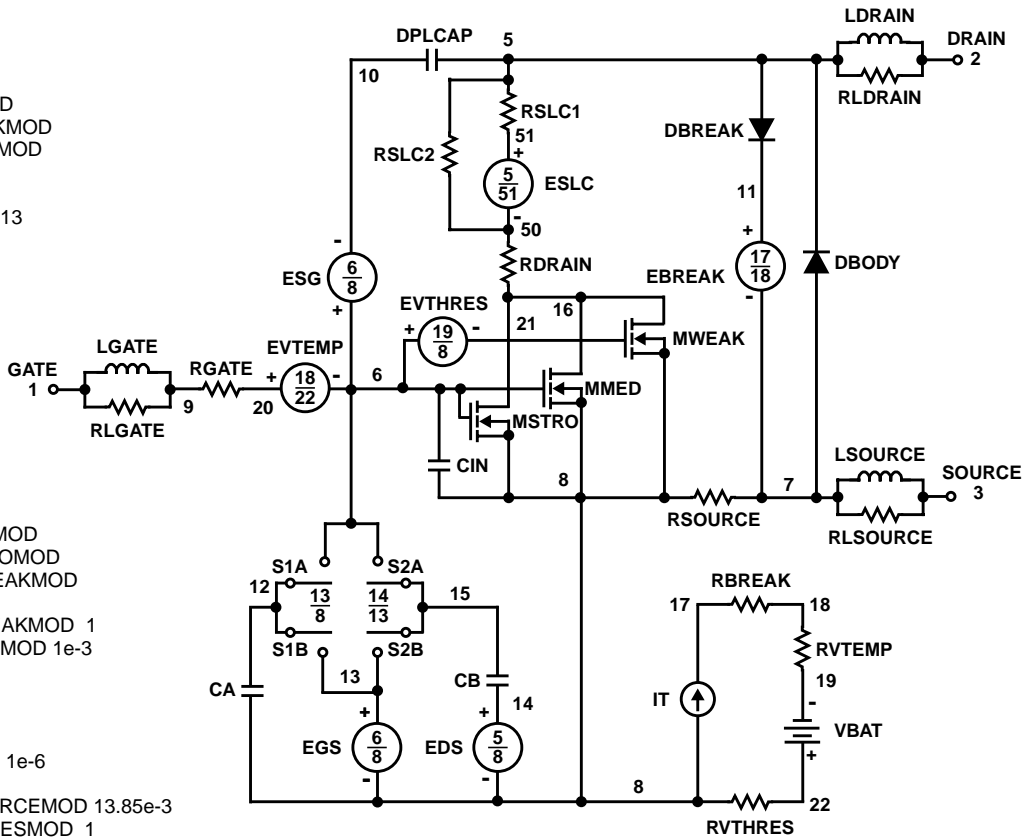 LDRAIN
DPLCAP
5
DRAIN
2
10
RLDRAIN
D
RSLC1
KMOD
DBREAK
MOD
51
RSLC2
+
5
51
ESLC
11
13
-
50
-
+
RDRAIN
17
18
EBREAK
DBODY
6
8
ESG
EVTHRES
16
-
+
+
19
8
-
21
MWEAK
LGATE
EVTEMP
GATE
1
RGATE
+
18
22
-
6
MMED
9
20
MSTRO
RLGATE
LSOURCE
CIN
8
7
SOURCE
3
RSOURCE
RLSOURCE
MOD
OMOD
EAKMOD
S1A
S2A
RBREAK
12
13
8
14
13
15
17
18
AKMOD 1
MOD 1e-3
S1B
S2B
RVTEMP
13
CB
19
CA
14
IT
-
+
+
VBAT
EGS
6
8
EDS
5
8
+
1e-6
-
-
8
22
RCEMOD 13.85e-3
ESMOD 1
RVTHRES